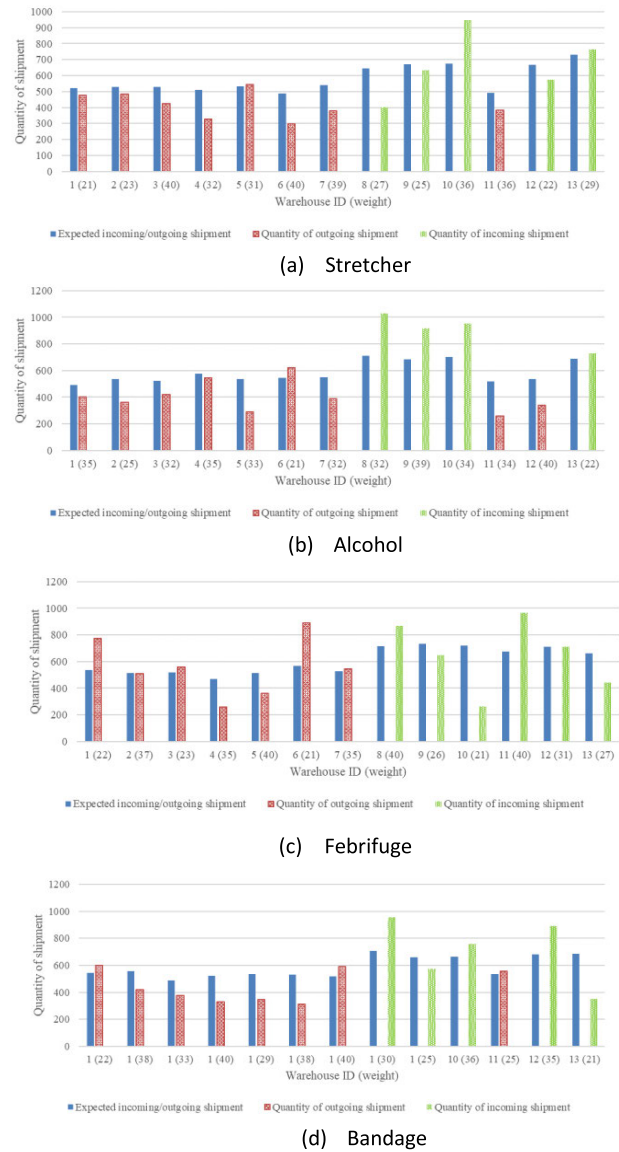 1000
900
800
700
600
500
400
300
200
100
0
Quantity of shipment
1 (21) 2 (23) 3 (40) 4 (32) 5 (31) 6 (40) 7 (39) 8 (27) 9 (25) 10 (36) 11 (36) 12 (22) 13 (29)
Warehouse ID (weight)
Expected incoming/outgoing shipment Quantity of outgoing shipment Quantity of incoming shipment
(a) Stretcher
1200
1000
800
600
400
200
0
Quantity of shipment
1 (35) 2 (25) 3 (32) 4 (35) 5 (33) 6 (21) 7 (32) 8 (32) 9 (39) 10 (34) 11 (34) 12 (40) 13 (22)
Warehouse ID (weight)
Expected incoming/outgoing shipment Quantity of outgoing shipment Quantity of incoming shipment
(b) Alcohol
1200
1000
800
600
400
200
0
Quantity of shipment
1 (22) 2 (37) 3 (23) 4 (35) 5 (40) 6 (21) 7 (35) 8 (40) 9 (26) 10 (21) 11 (40) 12 (31) 13 (27)
Warehouse ID (weight)
Expected incoming/outgoing shipment Quantity of outgoing shipment Quantity of incoming shipment
(c) Febrifuge
1200
1000
800
600
400
200
0
Quantity of shipment
1 (22) 1 (38) 1 (33) 1 (40) 1 (29) 1 (38) 1 (40) 1 (30) 1 (25) 10 (36) 11 (25) 12 (35) 13 (21)
Warehouse ID (weight)
Expected incoming/outgoing shipment Quantity of outgoing shipment Quantity of incoming shipment
(d) Bandage